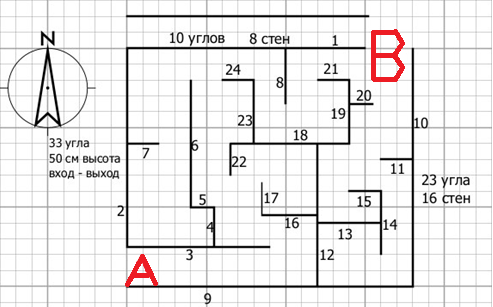 N
10 углов 8 стен 1
B
24
21
8
20
19
23
10
33 угла
50 см высота
вход - выход
6
18
7
22
11
23 угла
16 стен
17
15
5
2
16
4
13
14
3
12
A
9